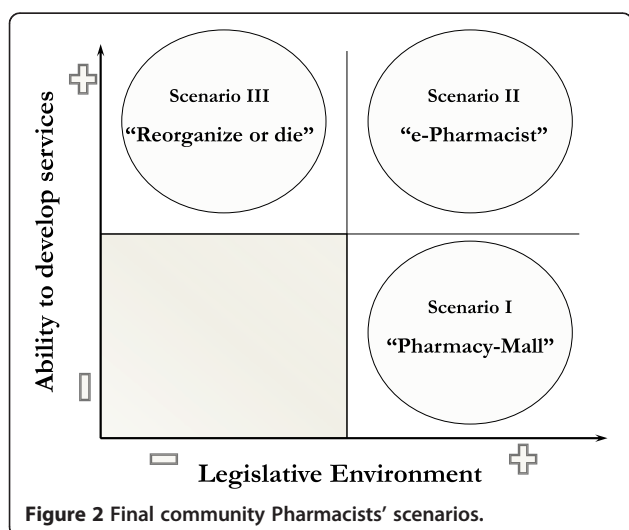 Scenario III
“Reorganize or die”
Scenario II
“e-Pharmacist”
Scenario I
“Pharmacy-Mall”
Ability to develop services
Legislative Environment
Figure 2 Final community Pharmacists’ scenarios.